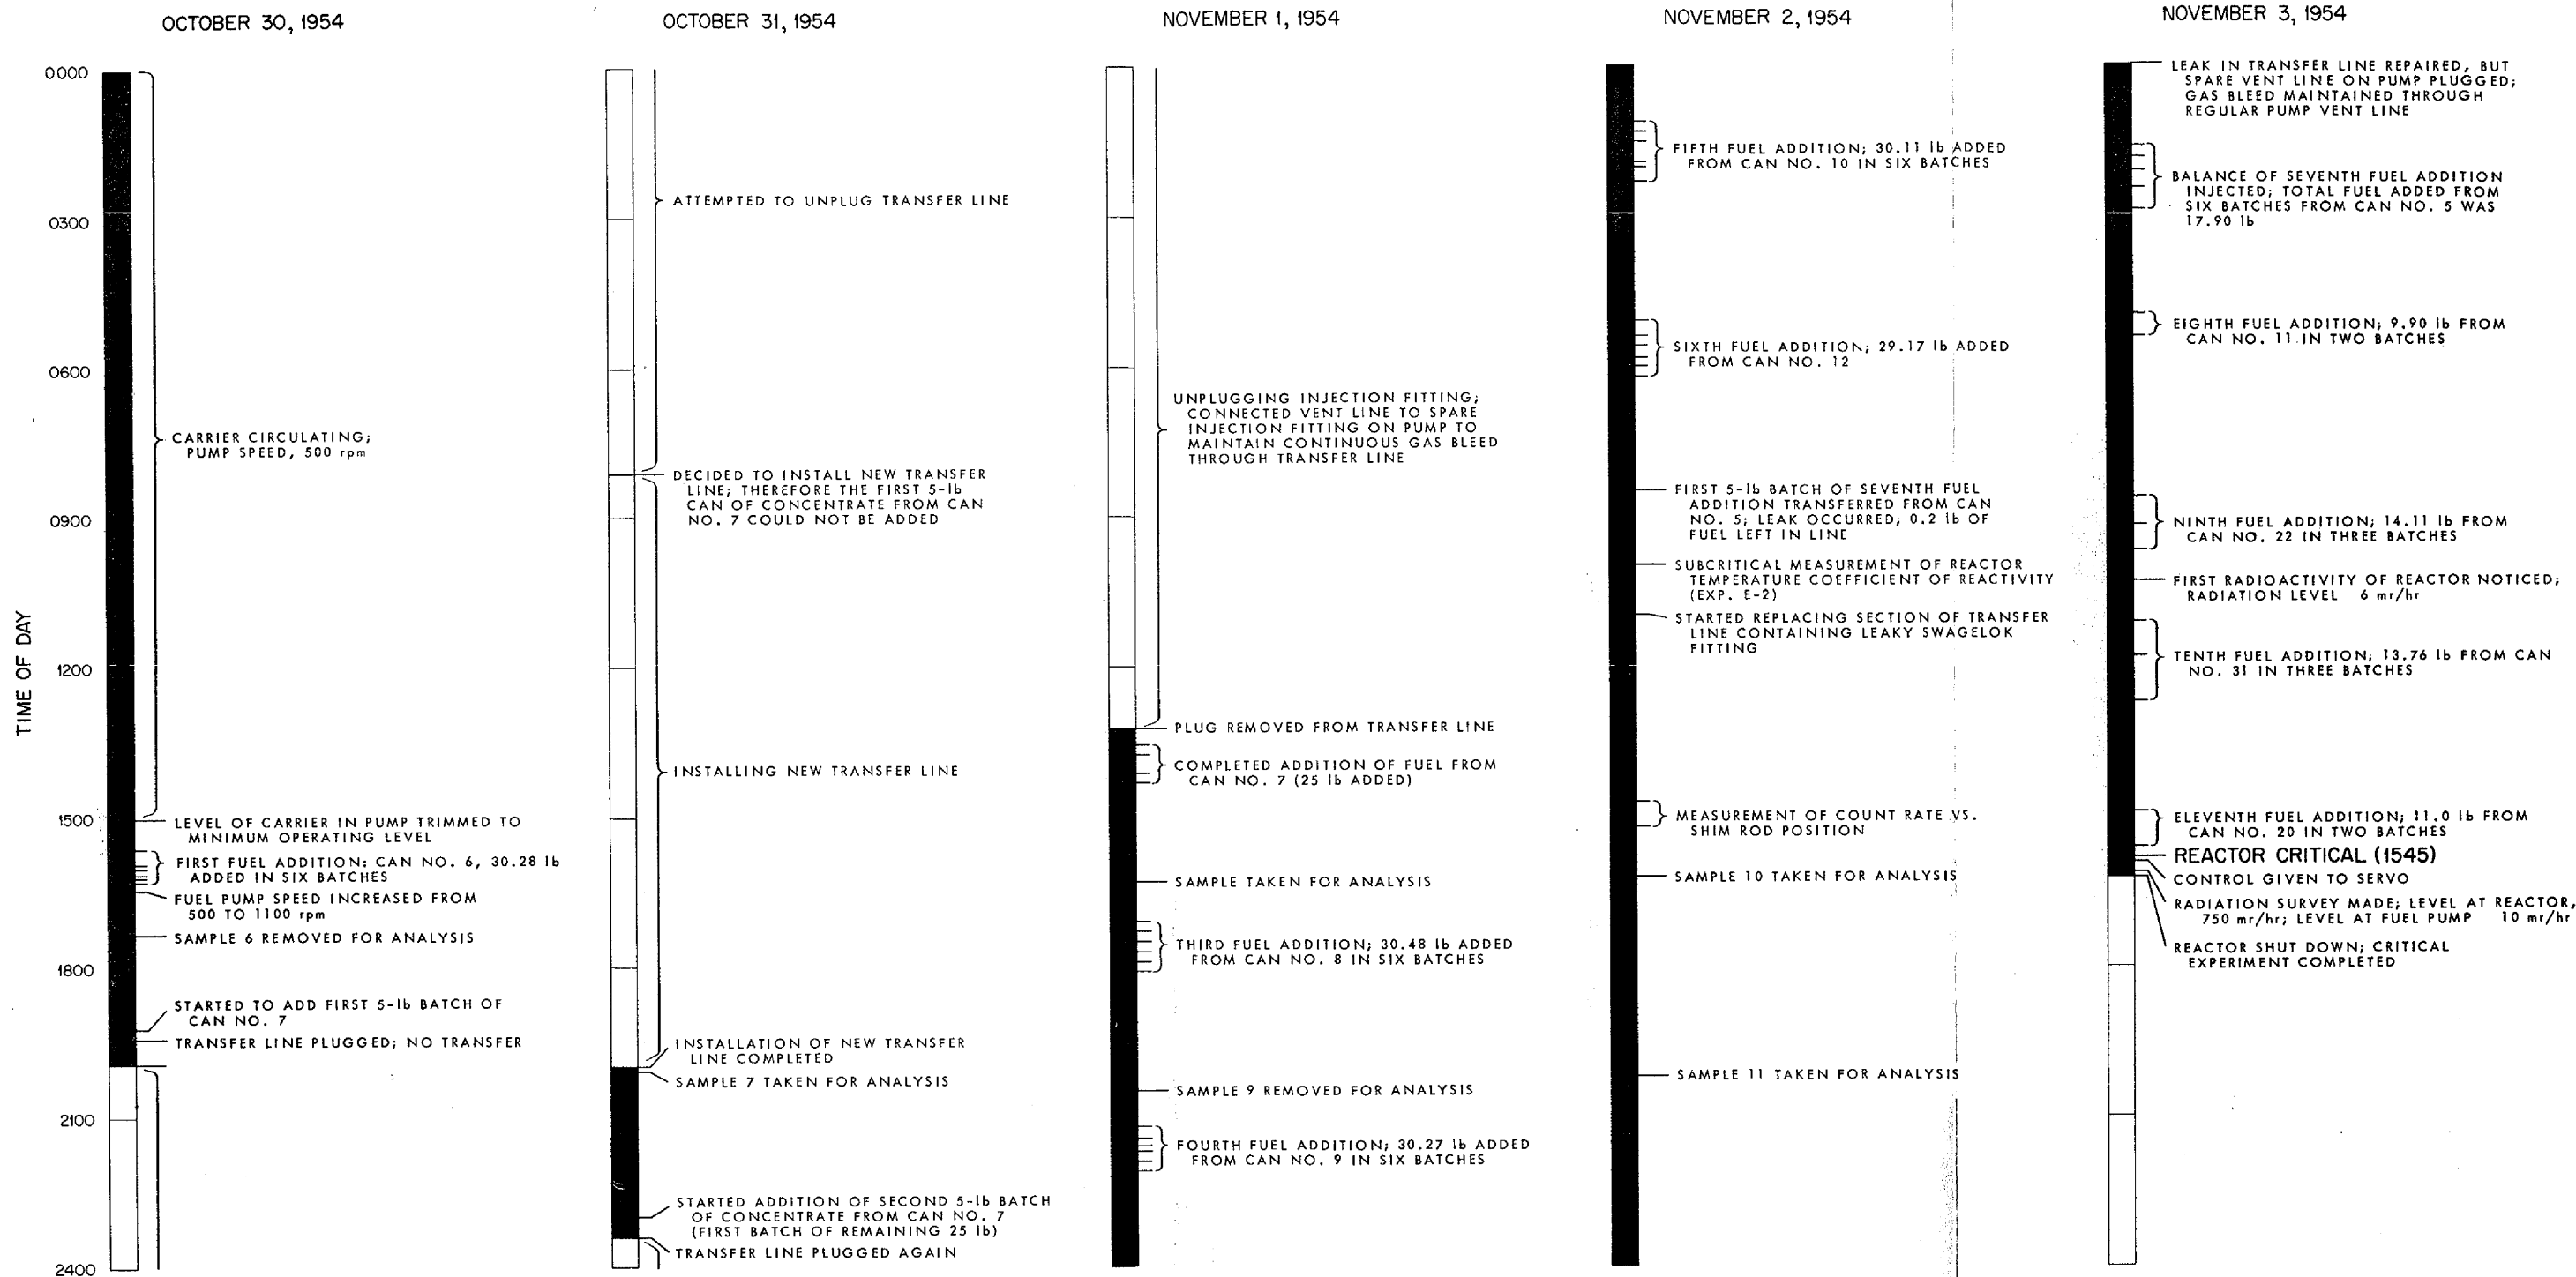 OCTOBER 30, 1954
OCTOBER 31, 1954
NOVEMBER 1, 1954
NOVEMBER 2, 1954
NOVEMBER 3, 1954
TIME OF DAY
0000
0300
0600
0900
1200
1500
1800
2100
2400
CARRIER CIRCULATING;
PUMP SPEED, 500 rpm
LEVEL OF CARRIER IN PUMP TRIMMED TO
MINIMUM OPERATING LEVEL
FIRST FUEL ADDITION: CAN NO. 6, 30.28 lb
ADDED IN SIX BATCHES
FUEL PUMP SPEED INCREASED FROM
500 TO 1100 rpm
SAMPLE 6 REMOVED FOR ANALYSIS
STARTED TO ADD FIRST 5-lb BATCH OF
CAN NO. 7
TRANSFER LINE PLUGGED; NO TRANSFER
ATTEMPTED TO UNPLUG TRANSFER LINE
DECIDED TO INSTALL NEW TRANSFER
LINE; THEREFORE THE FIRST 5-lb
CAN OF CONCENTRATE FROM CAN
NO. 7 COULD NOT BE ADDED
INSTALLING NEW TRANSFER LINE
INSTALLATION OF NEW TRANSFER
LINE COMPLETED
SAMPLE 7 TAKEN FOR ANALYSIS
STARTED ADDITION OF SECOND 5-lb BATCH
OF CONCENTRATE FROM CAN NO. 7
(FIRST BATCH OF REMAINING 25 lb)
TRANSFER LINE PLUGGED AGAIN
UNPLUGGING INJECTION FITTING;
CONNECTED VENT LINE TO SPARE
INJECTION FITTING ON PUMP TO
MAINTAIN CONTINUOUS GAS BLEED
THROUGH TRANSFER LINE
PLUG REMOVED FROM TRANSFER LINE
COMPLETED ADDITION OF FUEL FROM
CAN NO. 7 (25 lb ADDED)
SAMPLE TAKEN FOR ANALYSIS
THIRD FUEL ADDITION; 30.48 lb ADDED
FROM CAN NO. 8 IN SIX BATCHES
SAMPLE 9 REMOVED FOR ANALYSIS
FOURTH FUEL ADDITION; 30.27 lb ADDED
FROM CAN NO. 9 IN SIX BATCHES
FIFTH FUEL ADDITION; 30.11 lb ADDED
FROM CAN NO. 10 IN SIX BATCHES
SIXTH FUEL ADDITION; 29.17 lb ADDED
FROM CAN NO. 12
FIRST 5-lb BATCH OF SEVENTH FUEL
ADDITION TRANSFERRED FROM CAN
NO. 5; LEAK OCCURRED; 0.2 lb OF
FUEL LEFT IN LINE
SUBCRITICAL MEASUREMENT OF REACTOR
TEMPERATURE COEFFICIENT OF REACTIVITY
(EXP. E-2)
STARTED REPLACING SECTION OF TRANSFER
LINE CONTAINING LEAKY SWAGELOK
FITTING
MEASUREMENT OF COUNT RATE VS.
SHIM ROD POSITION
SAMPLE 10 TAKEN FOR ANALYSIS
SAMPLE 11 TAKEN FOR ANALYSIS
LEAK IN TRANSFER LINE REPAIRED, BUT
SPARE VENT LINE ON PUMP PLUGGED;
GAS BLEED MAINTAINED THROUGH
REGULAR PUMP VENT LINE
BALANCE OF SEVENTH FUEL ADDITION
INJECTED; TOTAL FUEL ADDED FROM
SIX BATCHES FROM CAN NO. 5 WAS
17.90 lb
EIGHTH FUEL ADDITION; 9.90 lb FROM
CAN NO. 11 IN TWO BATCHES
NINTH FUEL ADDITION; 14.11 lb FROM
CAN NO. 22 IN THREE BATCHES
FIRST RADIOACTIVITY OF REACTOR NOTICED;
RADIATION LEVEL 6 mr/hr
TENTH FUEL ADDITION; 13.76 lb FROM CAN
NO. 31 IN THREE BATCHES
ELEVENTH FUEL ADDITION; 11.0 lb FROM
CAN NO. 20 IN TWO BATCHES
REACTOR CRITICAL (1545)
CONTROL GIVEN TO SERVO
RADIATION SURVEY MADE; LEVEL AT REACTOR,
750 mr/hr; LEVEL AT FUEL PUMP 10 mr/hr
REACTOR SHUT DOWN; CRITICAL
EXPERIMENT COMPLETED